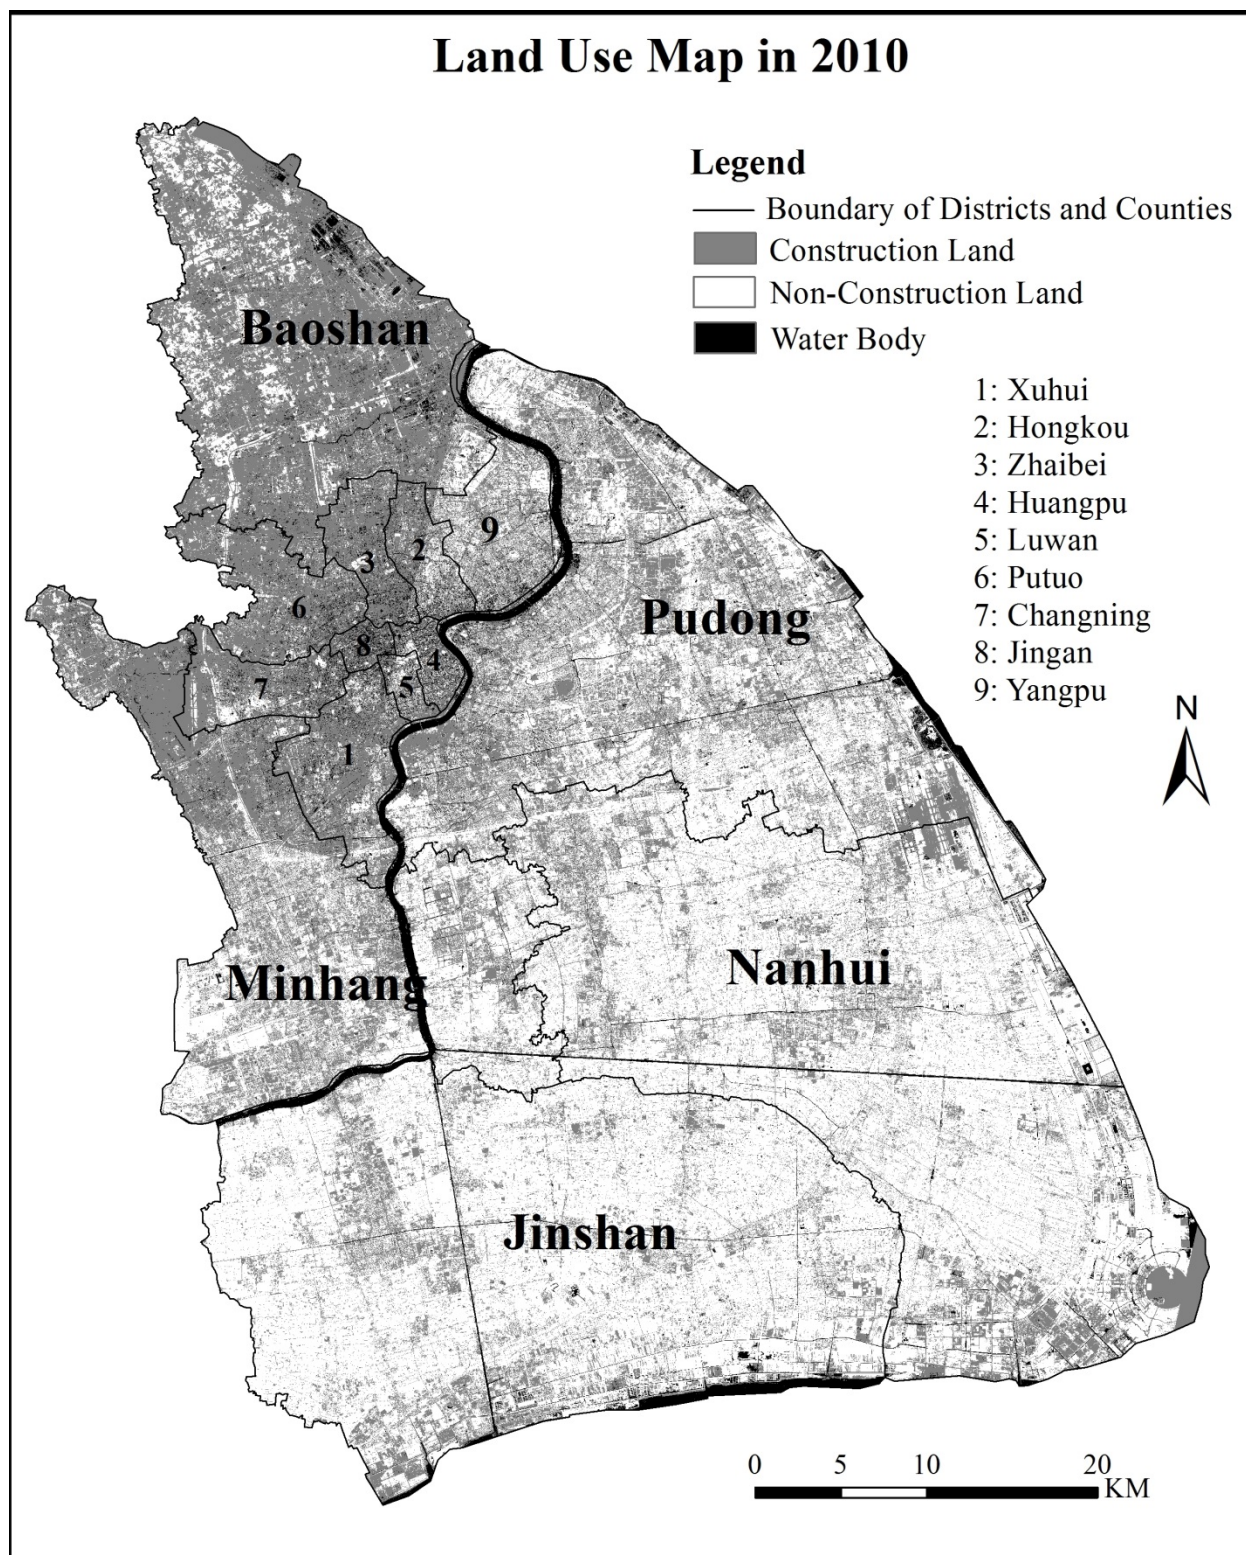 Land Use Map in 2010
Legend
Boundary of Districts and Counties
Construction Land
Non-Construction Land
Water Body
1: Xuhui
2: Hongkou
3: Zhaibei
4: Huangpu
5: Luwan
6: Putuo
7: Changning
8: Jingan
9: Yangpu
N
Baoshan
9
2
3
6
Pudong
8
4
7
5
1
Nanhui
Minhang
Jinshan
0 5 10 20
KM